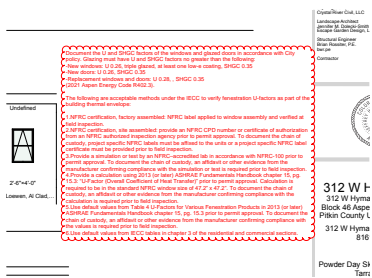 Crystal River Civil, LLC
Landscape Architect
Jennifer M. Dolecki-Smith
Escape Garden Design, L
Structural Engineer
Brian Rossiter, P.E.
Contractor
Document the U and SHGC factors of the windows and glazed doors in accordance with City
policy. Glazing must have U and SHGC factors no greater than the following:
-New windows: U 0.26, triple glazed, at least one low-e coating, SHGC 0.35
-New doors: U 0.26, SHGC 0.35
-Replacement windows and doors: U 0.26, , SHGC 0.35
(2021 Aspen Energy Code R402.3).
The following are acceptable methods under the IECC to verify fenestration U-factors as part of the
building thermal envelope:
1.NRFC certification, factory assembled: NFRC label applied to window assembly and verified at
field inspection.
2.NFRC certification, site assembled: provide an NFRC CPD number or certificate of authorization
from an NFRC authorized inspection agency prior to permit approval. To document the chain of
custody, project specific NFRC labels must be affixed to the units or a project specific NFRC label
certificate must be provided prior to field inspection.
3.Provide a simulation or test by an NFRC–accredited lab in accordance with NFRC-100 prior to
permit approval. To document the chain of custody, an affidavit or other evidence from the
manufacturer confirming compliance with the simulation or test is required prior to field inspection.
4.Provide a calculation using 2013 (or later) ASHRAE Fundamentals Handbook chapter 15, pg.
15.3: "U-Factor (Overall Coefficient of Heat Transfer)" prior to permit approval. Calculation is
required to be in the standard NFRC window size of 47.2" x 47.2". To document the chain of
custody, an affidavit or other evidence from the manufacturer confirming compliance with the
calculation is required prior to field inspection.
5.Use default values from Table 4 U-Factors for Various Fenestration Products in 2013 (or later)
ASHRAE Fundamentals Handbook chapter 15, pg. 15.3 prior to permit approval. To document the
chain of custody, an affidavit or other evidence from the manufacturer confirming compliance with
the values is required prior to field inspection.
6.Use default values from IECC tables in chapter 3 of the residential and commercial sections.
Undefined
2'-6"×4'-0"
Loewen, Al Clad,...
312 W H
312 W Hyma
Block 46 Aspe
Pitkin County U
312 W Hyma
816
Powder Day Sk
Tam